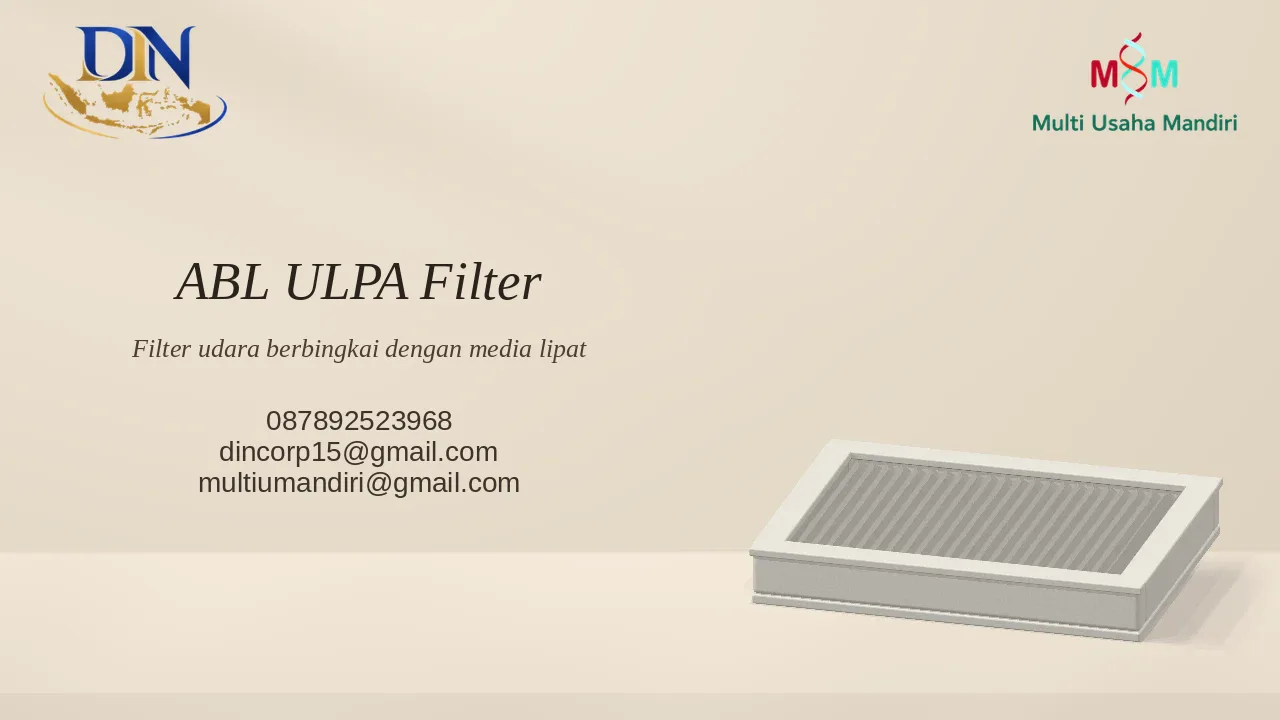 DIN
MSM
Multi Usaha Mandiri
ABL ULPA Filter
Filter udara berbingkai dengan media lipat
087892523968
dincorp15@gmail.com
multiumandiri@gmail.com